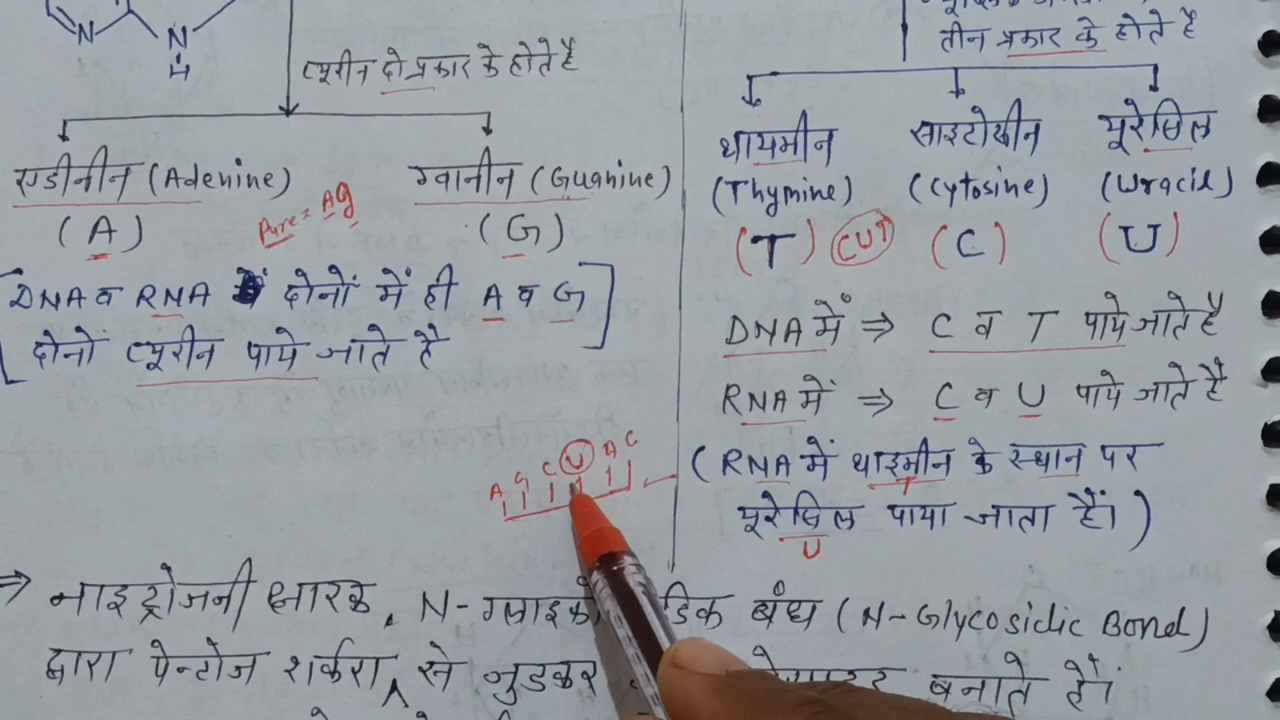 N
N
H
प्यूरीन दो प्रकार के होते है
एडीनीन (Adenine)
(A)
Pure = Ag
ग्वानीन (Guanine)
(G)
[DNA व RNA में दोनों में ही A व G
दोनो प्यूरीन पाये जाते है]
तीन प्रकार के होते है
थायमीन
(Thymine)
(T)
CUT
साइटोसीन
(Cytosine)
(C)
यूरेसिल
(Uracil)
(U)
DNA में ⇒ C व T पाये जाते है
RNA में ⇒ C व U पाये जाते है
(RNA में थाइमीन के स्थान पर
T
यूरेसिल पाया जाता हैं।)
U
A G C U A C
⇒ नाइट्रोजनी क्षारक, N-ग्लाइको डिक बंध (N-Glycosidic Bond)
द्वारा पेन्टोज शर्करा से जुडकर बनाते है।